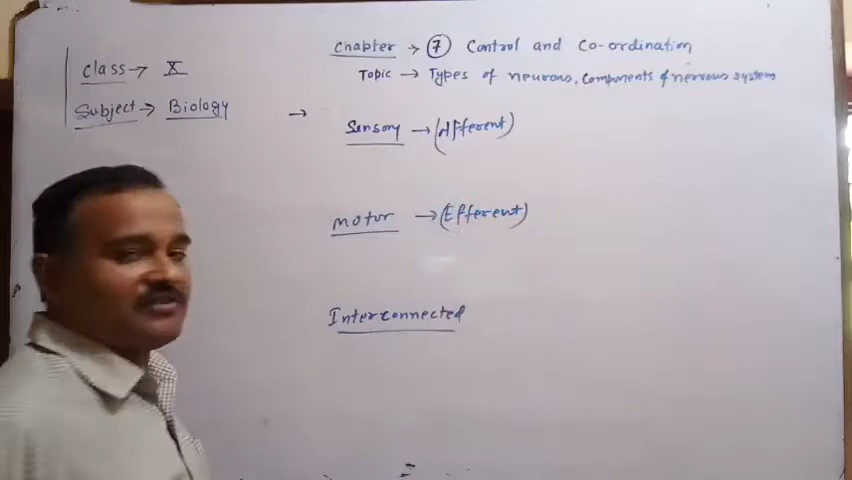 Chapter → 7 Control and Co-ordination
Class → X
Topic → Types of neurons, Components of nervous system
Subject → Biology
→ Sensory → (Afferent)
Motor → (Efferent)
Interconnected